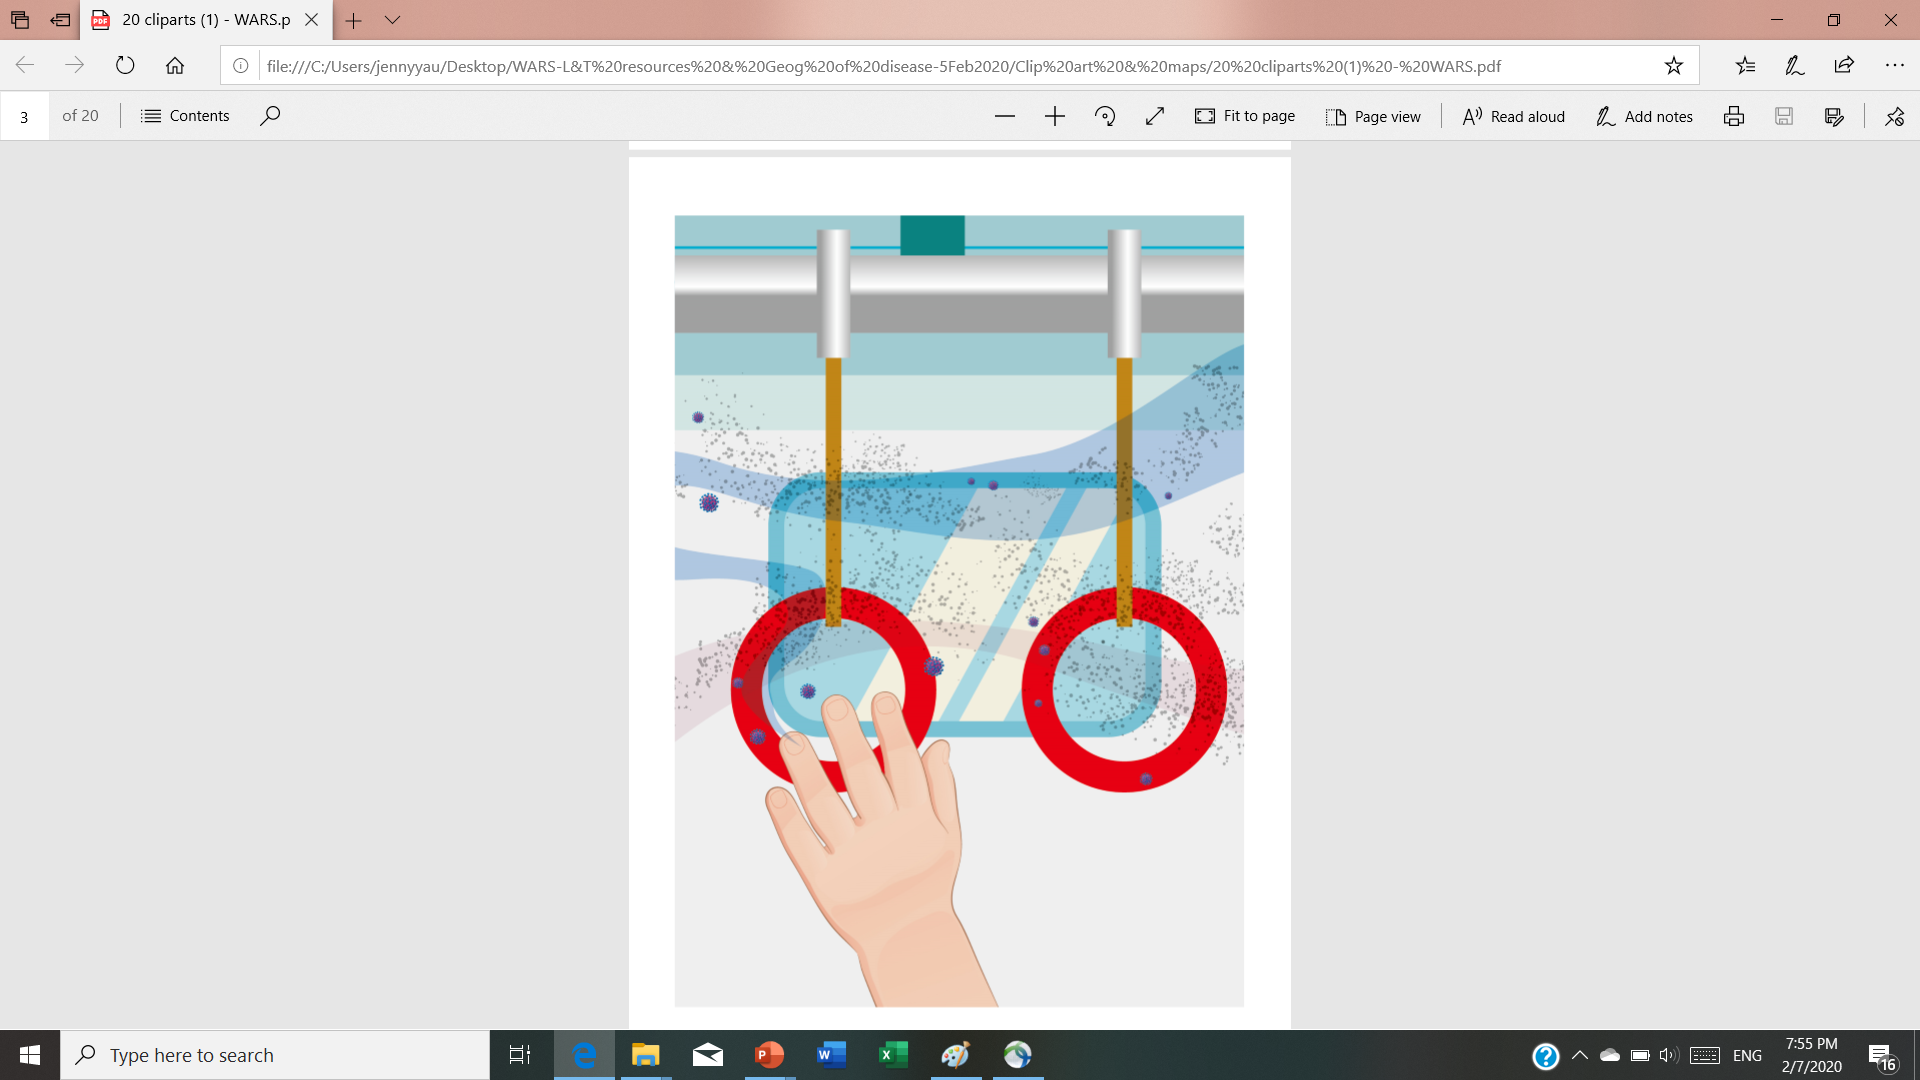 20 cliparts (1) - WARS.p
file:///C:/Users/jennyyau/Desktop/WARS-L&T%20resources%20&%20Geog%20of%20disease-5Feb2020/Clip%20art%20&%20maps/20%20cliparts%20(1)%20-%20WARS.pdf
3 of 20 Contents Fit to page Page view Read aloud Add notes
Type here to search
ENG
7:55 PM
2/7/2020
16